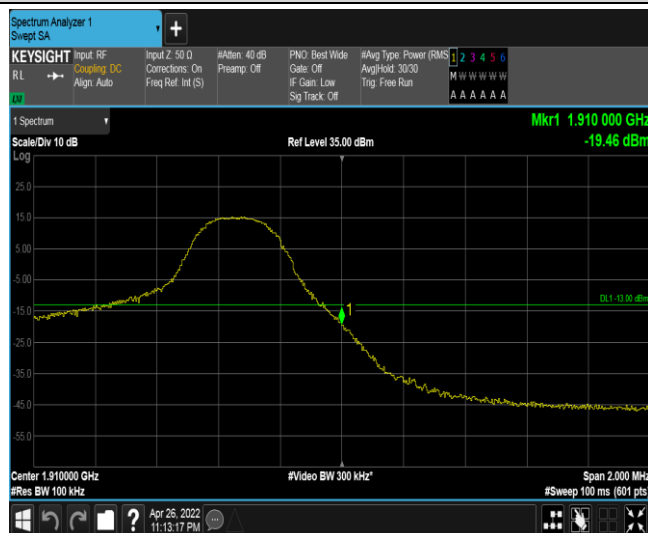 Spectrum Analyzer 1
Swept SA
+
KEYSIGHT
RL
LXI
Input: RF
Coupling: DC
Align: Auto
Input Z: 50 Ω
Corrections: On
Freq Ref: Int (S)
#Atten: 40 dB
Preamp: Off
PNO: Best Wide
Gate: Off
IF Gain: Low
Sig Track: Off
#Avg Type: Power (RMS
Avg|Hold: 30/30
Trig: Free Run
1 2 3 4 5 6
M W W W W W
A A A A A A
1 Spectrum
Scale/Div 10 dB
Ref Level 35.00 dBm
Mkr1 1.910 000 GHz
-19.46 dBm
Log
25.0
15.0
5.00
-5.00
DL1 -13.00 dBm
-15.0
1
-25.0
-35.0
-45.0
-55.0
Center 1.910000 GHz
#Video BW 300 kHz*
Span 2.000 MHz
#Res BW 100 kHz
#Sweep 100 ms (601 pts)
?
Apr 26, 2022
11:13:17 PM